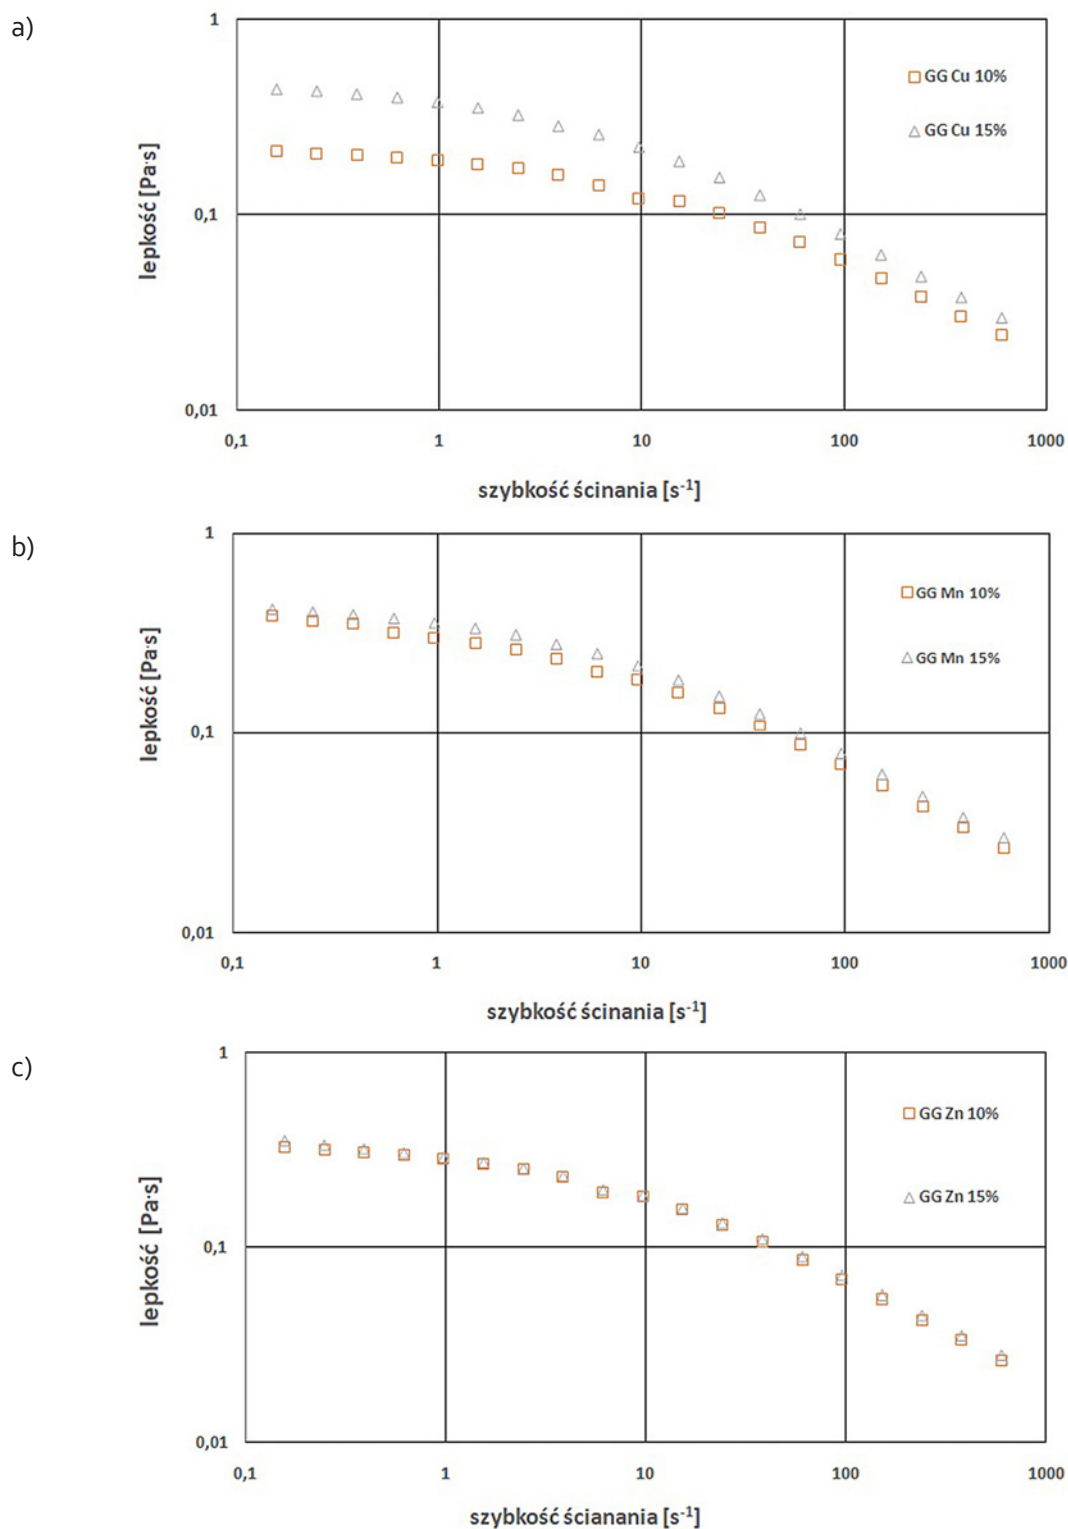 a)
1
GG Cu 10%
GG Cu 15%
lepkość [Pa·s]
0,1
0,01
0,1 1 10 100 1000
szybkość ścinania [s⁻¹]
b)
1
GG Mn 10%
GG Mn 15%
lepkość [Pa·s]
0,1
0,01
0,1 1 10 100 1000
szybkość ścinania [s⁻¹]
c)
1
GG Zn 10%
GG Zn 15%
lepkość [Pa·s]
0,1
0,01
0,1 1 10 100 1000
szybkość ścianania [s⁻¹]